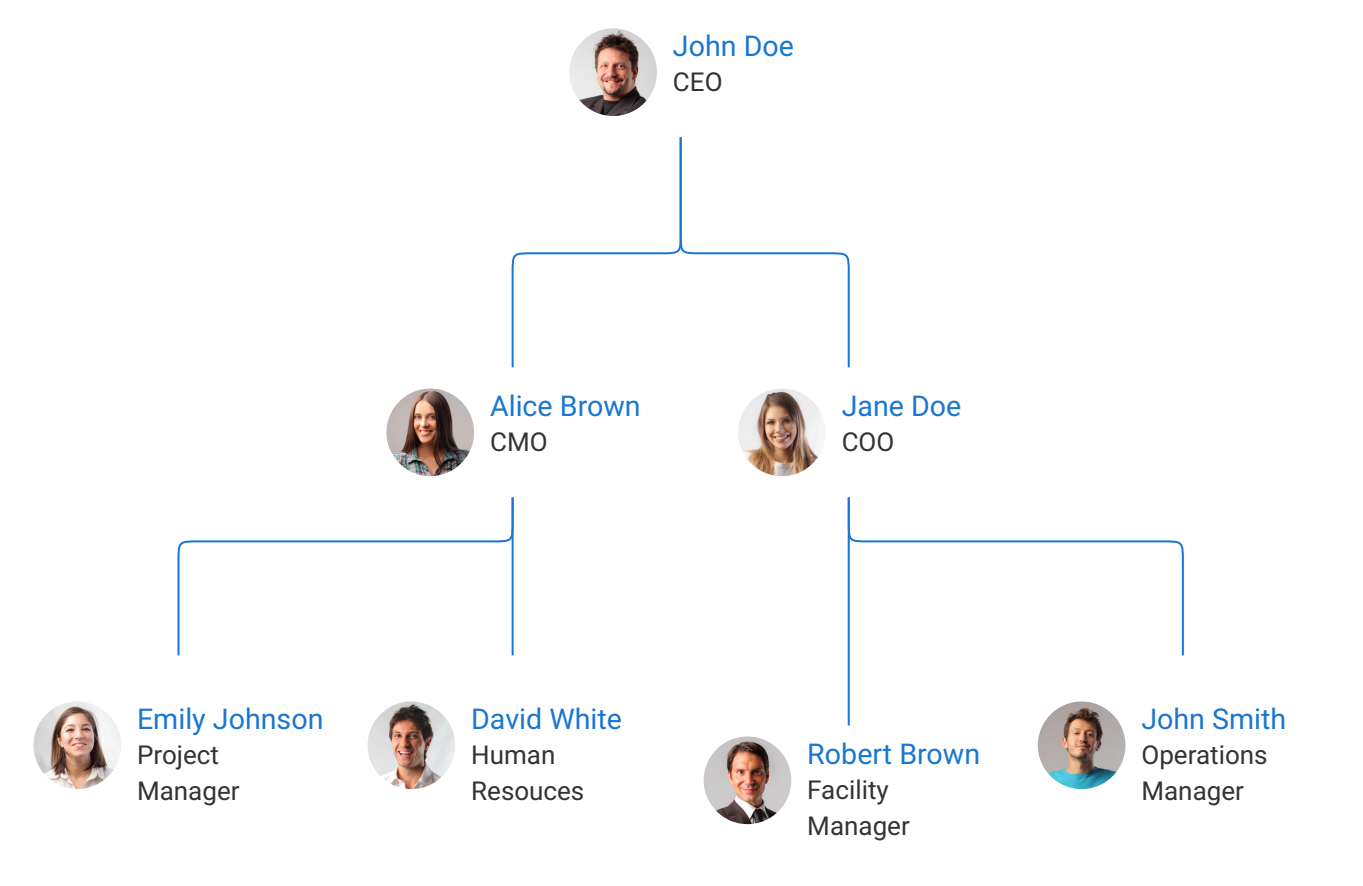 John Doe
CEO
Alice Brown
CMO
Jane Doe
COO
Emily Johnson
Project
Manager
David White
Human
Resouces
Robert Brown
Facility
Manager
John Smith
Operations
Manager